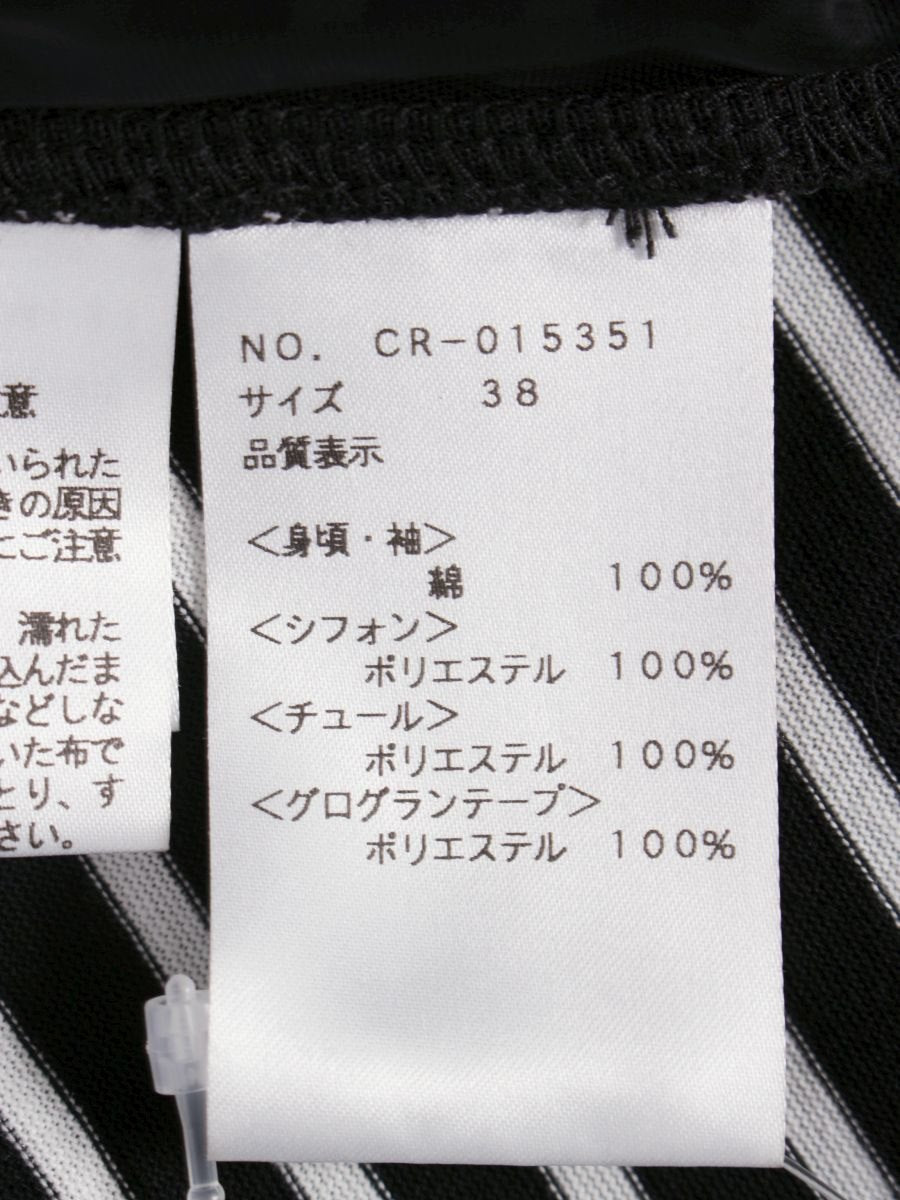 意
いられた
きの原因
にご注意
濡れた
込んだま
などしな
いた布で
とり、す
さい。
NO. CR-015351
サイズ 38
品質表示
<身頃・袖>
綿 100%
<シフォン>
ポリエステル 100%
<チュール>
ポリエステル 100%
<グログランテープ>
ポリエステル 100%